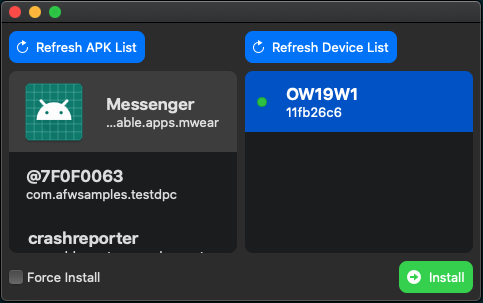 Refresh APK List
Refresh Device List
Messenger
...able.apps.mwear
@7F0F0063
com.afwsamples.testdpc
crashreporter
OW19W1
11fb26c6
Force Install
Install